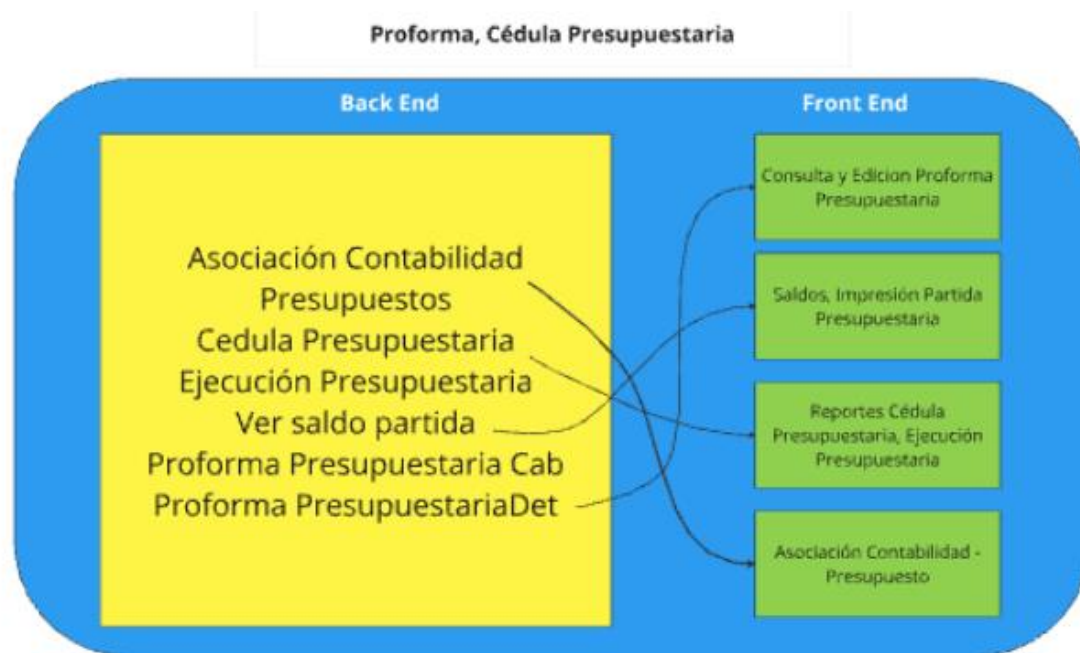 Proforma, Cédula Presupuestaria
Back End
Front End
Asociación Contabilidad
Presupuestos
Cedula Presupuestaria
Ejecución Presupuestaria
Ver saldo partida
Proforma Presupuestaria Cab
Proforma PresupuestariaDet
Consulta y Edicion Proforma
Presupuestaria
Saldos, Impresión Partida
Presupuestaria
Reportes Cédula
Presupuestaria, Ejecución
Presupuestaria
Asociación Contabilidad -
Presupuesto